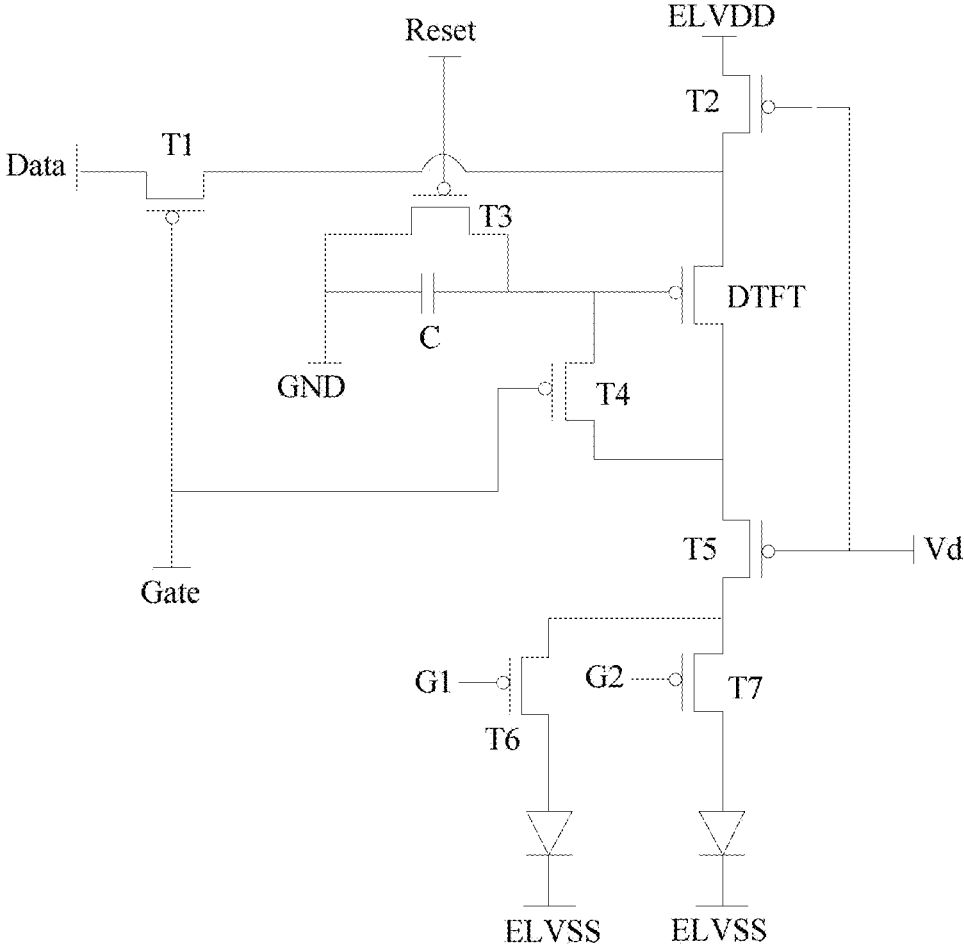 ELVDD
Reset
T2
T1
Data
T3
DTFT
C
GND
T4
T5
Vd
Gate
G1
G2
T7
T6
ELVSS
ELVSS